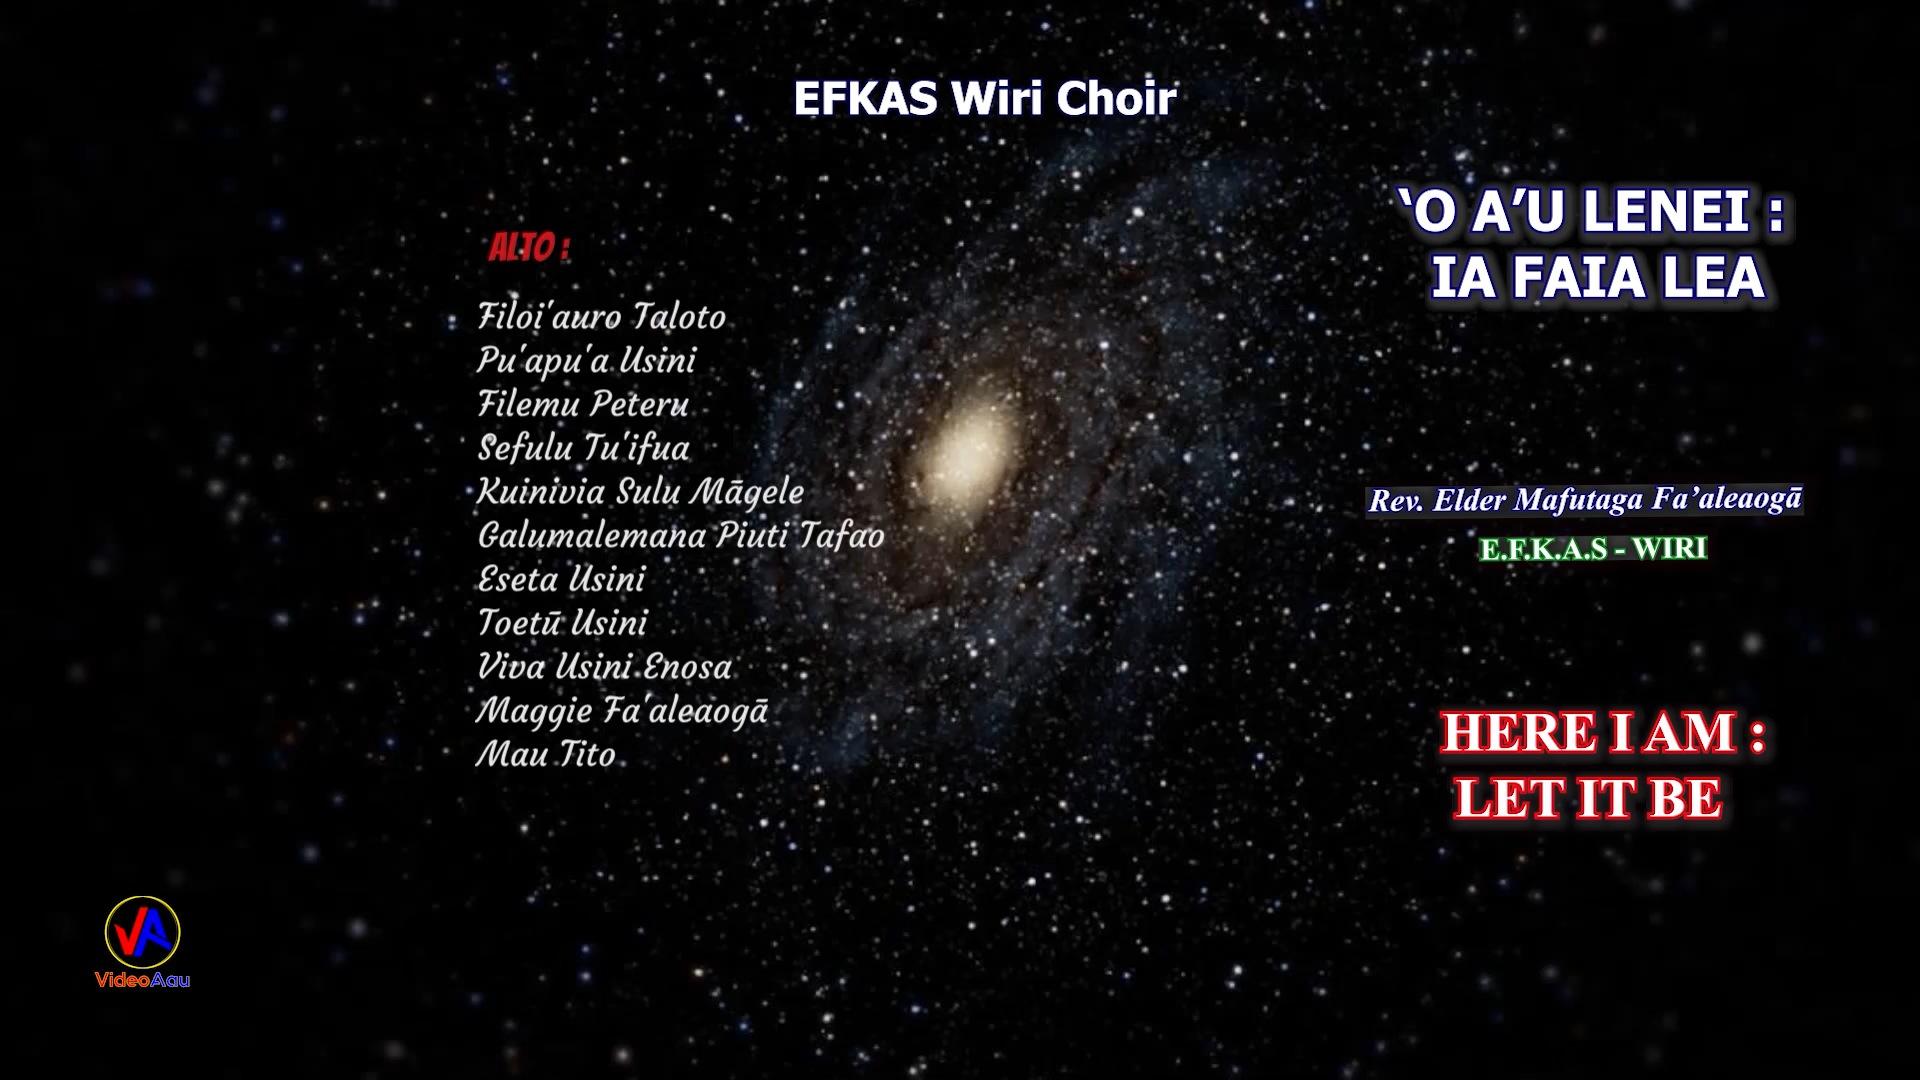 EFKAS Wiri Choir
ALTO :
Filoi'auro Taloto
Pu'apu'a Usini
Filemu Peteru
Sefulu Tu'ifua
Kuinivia Sulu Māgele
Galumalemana Piuti Tafao
Eseta Usini
Toetū Usini
Viva Usini Enosa
Maggie Fa'aleaogā
Mau Tito
‘O A’U LENEI :
IA FAIA LEA
Rev. Elder Mafutaga Fa’aleaogā
E.F.K.A.S - WIRI
HERE I AM :
LET IT BE
VA
VideoAau